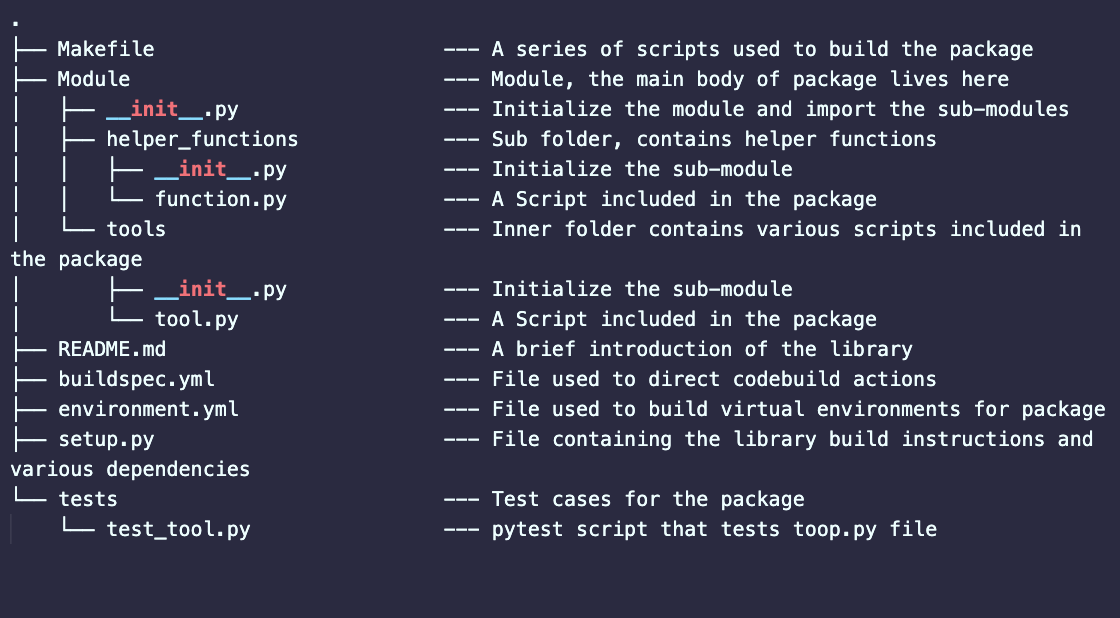 .
├── Makefile                        --- A series of scripts used to build the package
├── Module                          --- Module, the main body of package lives here
│   ├── __init__.py                 --- Initialize the module and import the sub-modules
│   ├── helper_functions            --- Sub folder, contains helper functions
│   │   ├── __init__.py             --- Initialize the sub-module
│   │   └── function.py             --- A Script included in the package
│   └── tools                       --- Inner folder contains various scripts included in
the package
│       ├── __init__.py             --- Initialize the sub-module
│       └── tool.py                 --- A Script included in the package
├── README.md                       --- A brief introduction of the library
├── buildspec.yml                   --- File used to direct codebuild actions
├── environment.yml                 --- File used to build virtual environments for package
├── setup.py                        --- File containing the library build instructions and
various dependencies
└── tests                           --- Test cases for the package
    └── test_tool.py                --- pytest script that tests toop.py file